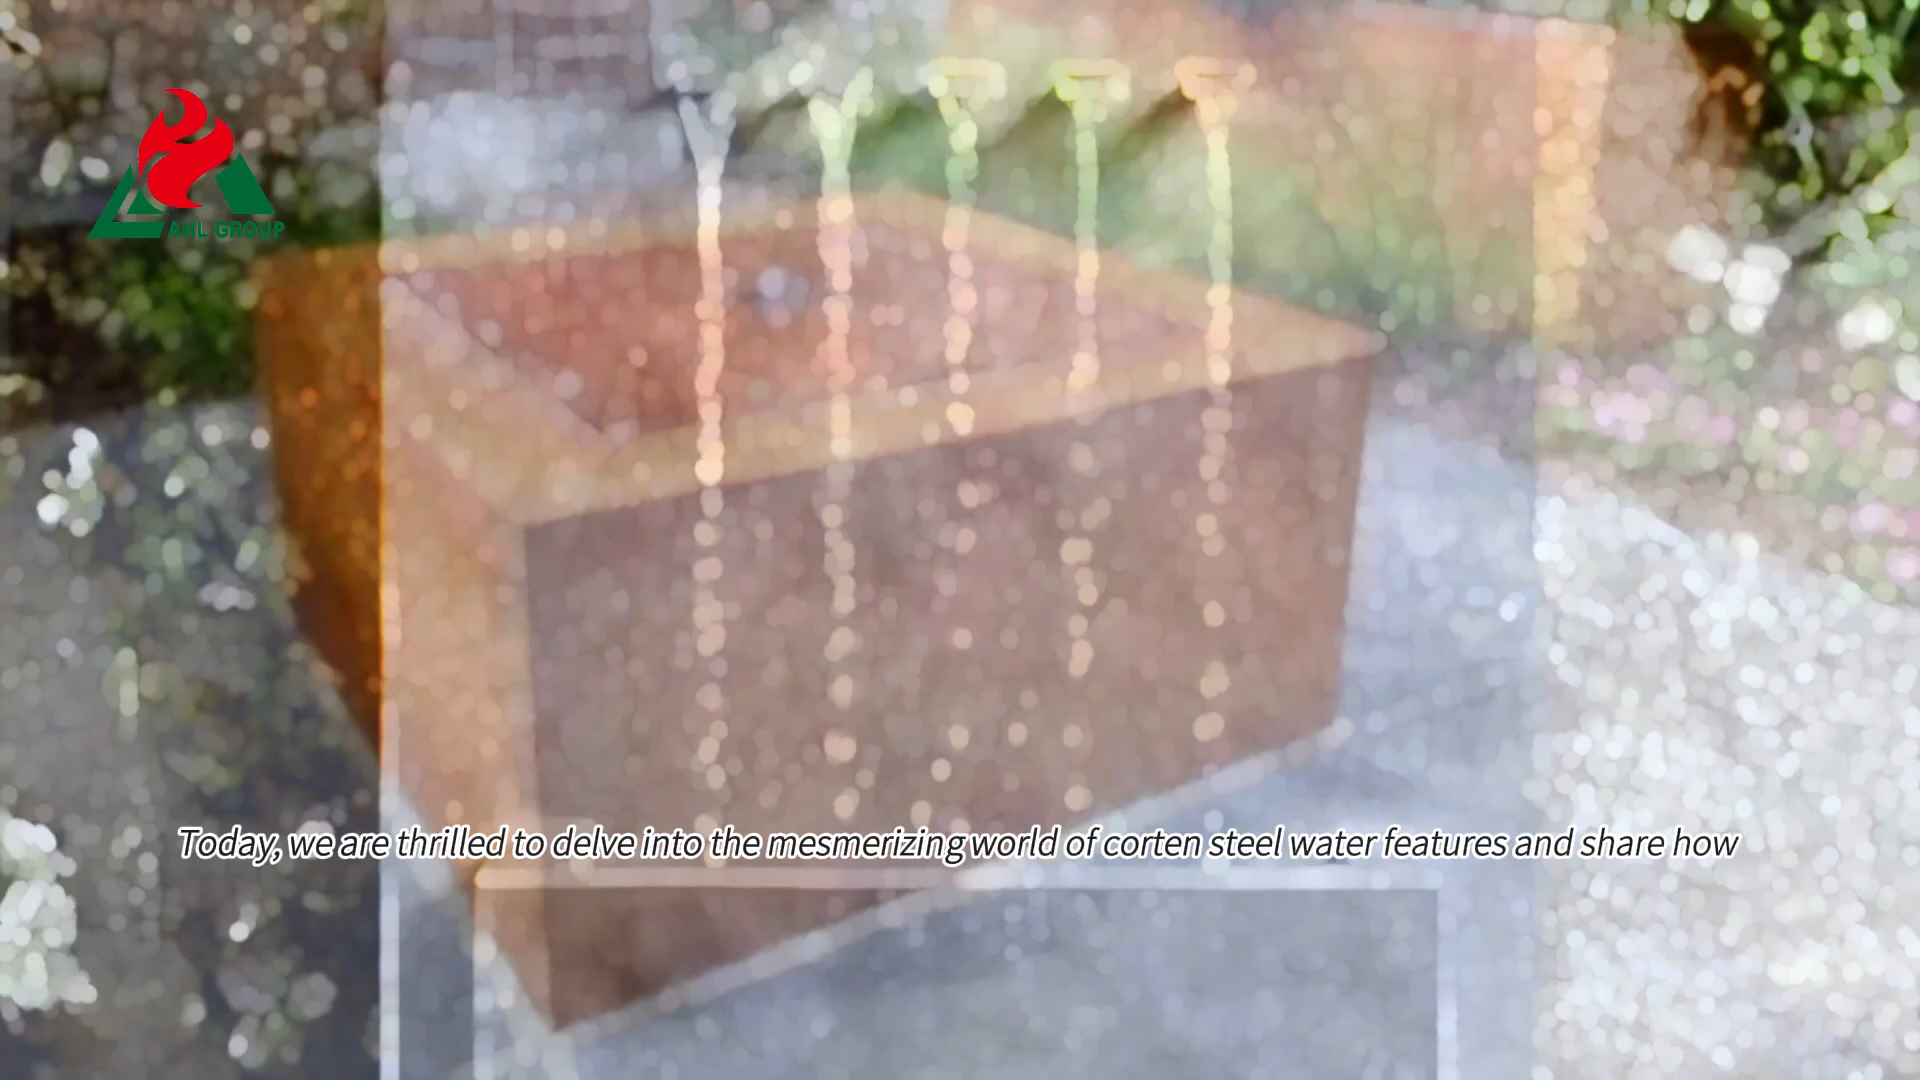 AHL GROUP
Today, we are thrilled to delve into the mesmerizing world of corten steel water features and share how